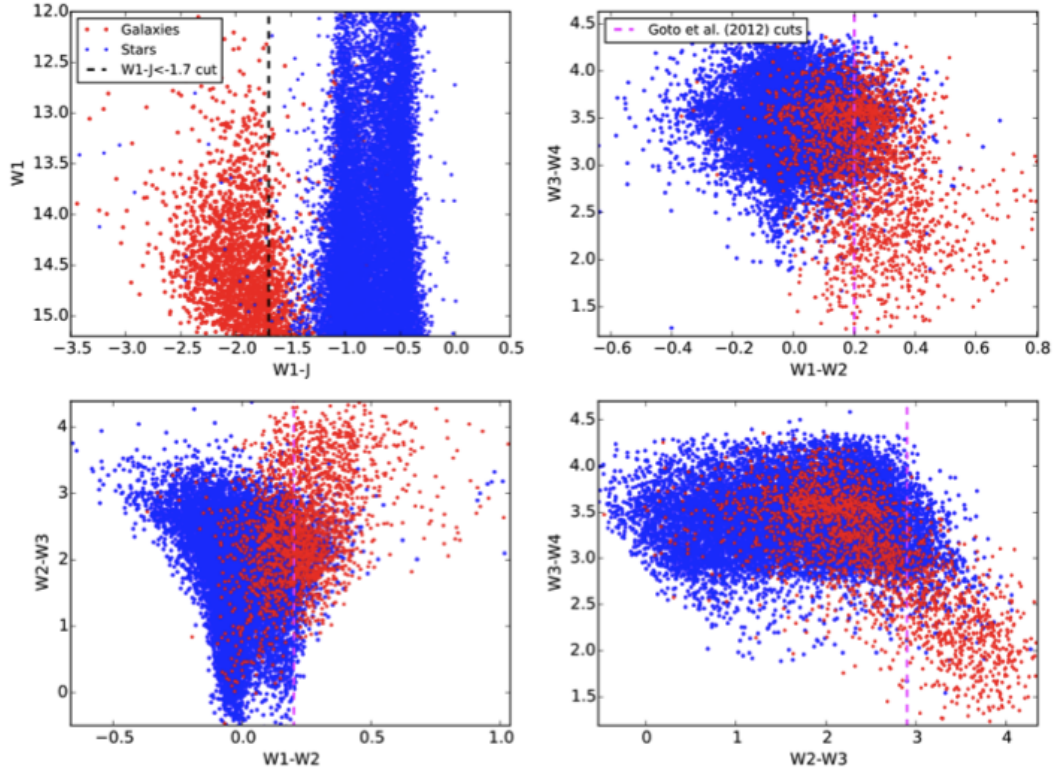 Galaxies
Stars
W1-J<-1.7 cut
12.0
12.5
13.0
13.5
14.0
14.5
15.0
W1
−3.5 −3.0 −2.5 −2.0 −1.5 −1.0 −0.5 0.0 0.5
W1-J
Goto et al. (2012) cuts
4.5
4.0
3.5
3.0
2.5
2.0
1.5
W3-W4
−0.6 −0.4 −0.2 0.0 0.2 0.4 0.6 0.8
W1-W2
4
3
2
1
0
W2-W3
−0.5 0.0 0.5 1.0
W1-W2
4.5
4.0
3.5
3.0
2.5
2.0
1.5
W3-W4
0 1 2 3 4
W2-W3